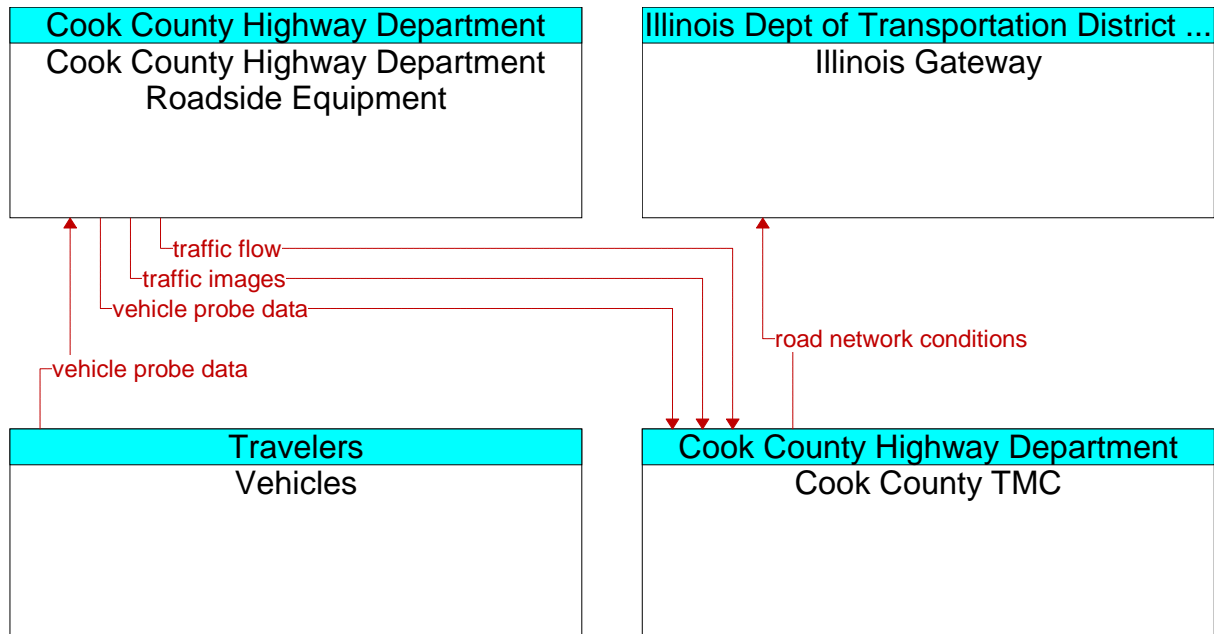 Cook County Highway Department
Cook County Highway Department
Roadside Equipment
Illinois Dept of Transportation District ...
Illinois Gateway
traffic flow
traffic images
vehicle probe data
road network conditions
vehicle probe data
Travelers
Vehicles
Cook County Highway Department
Cook County TMC